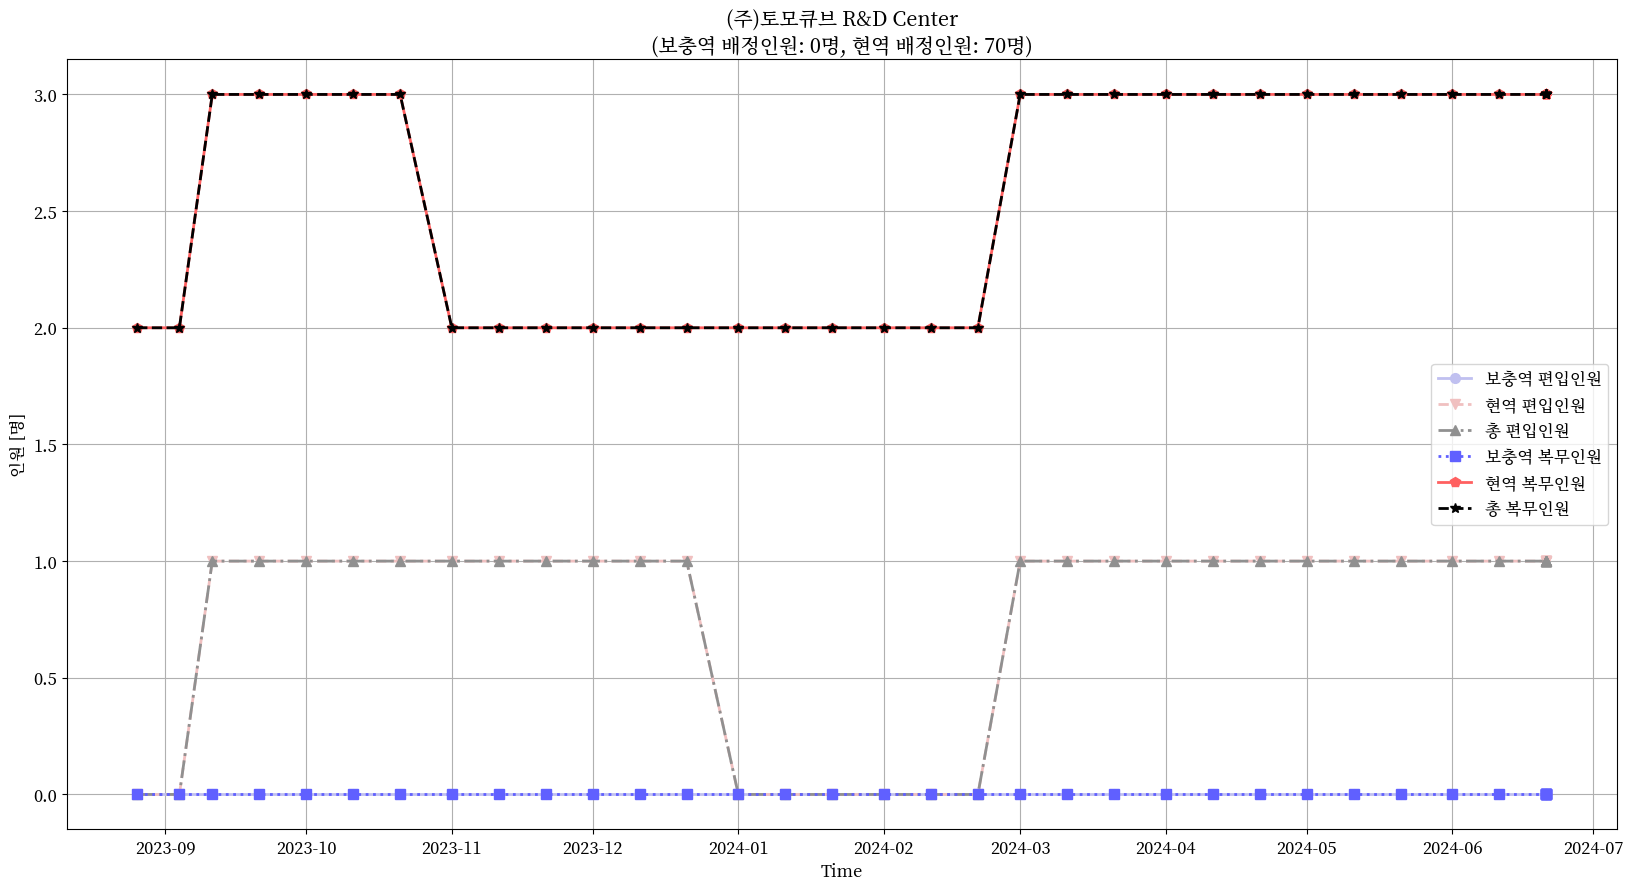 (주)토모큐브 R&D Center
(보충역 배정인원: 0명, 현역 배정인원: 70명)
3.0
2.5
2.0
1.5
1.0
0.5
0.0
인원 [명]
보충역 편입인원
현역 편입인원
총 편입인원
보충역 복무인원
현역 복무인원
총 복무인원
2023-09 2023-10 2023-11 2023-12 2024-01 2024-02 2024-03 2024-04 2024-05 2024-06 2024-07
Time